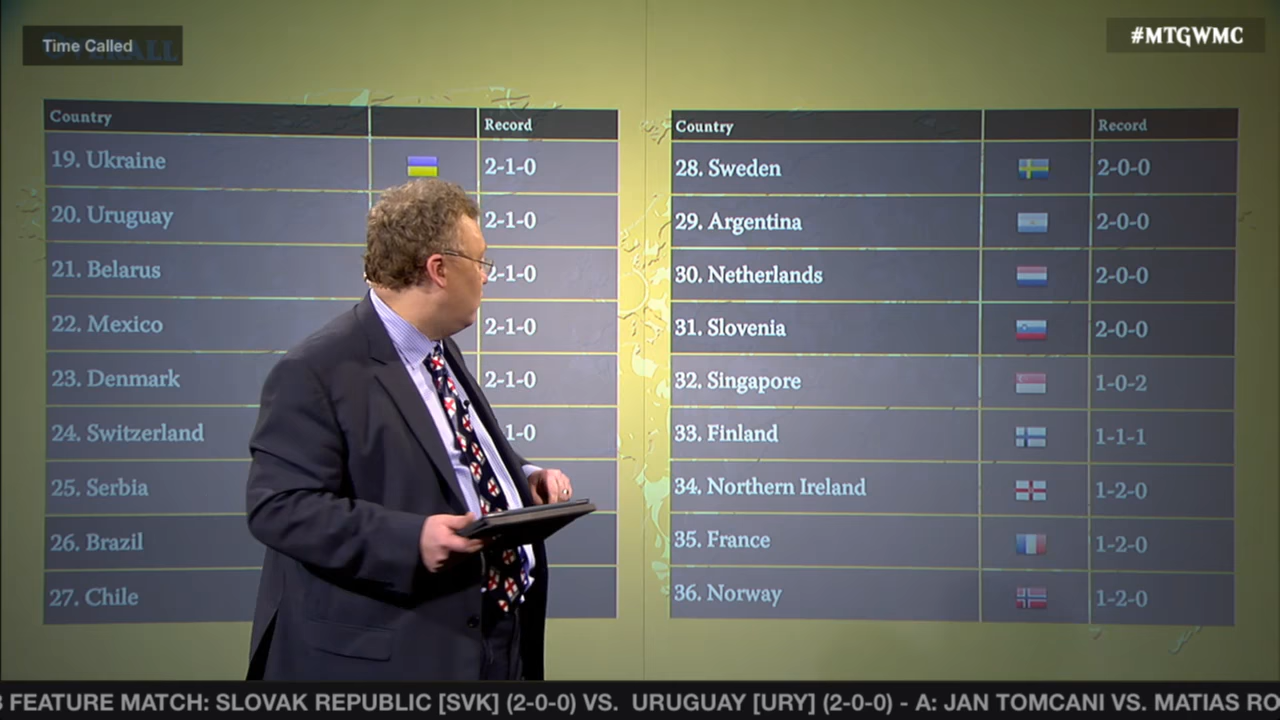 Time Called
OVERALL
#MTGWMC
Country Record
19. Ukraine 2-1-0
20. Uruguay 2-1-0
21. Belarus 2-1-0
22. Mexico 2-1-0
23. Denmark 2-1-0
24. Switzerland 1-0
25. Serbia
26. Brazil
27. Chile
Country Record
28. Sweden 2-0-0
29. Argentina 2-0-0
30. Netherlands 2-0-0
31. Slovenia 2-0-0
32. Singapore 1-0-2
33. Finland 1-1-1
34. Northern Ireland 1-2-0
35. France 1-2-0
36. Norway 1-2-0
FEATURE MATCH: SLOVAK REPUBLIC [SVK] (2-0-0) VS. URUGUAY [URY] (2-0-0) - A: JAN TOMCANI VS. MATIAS RO